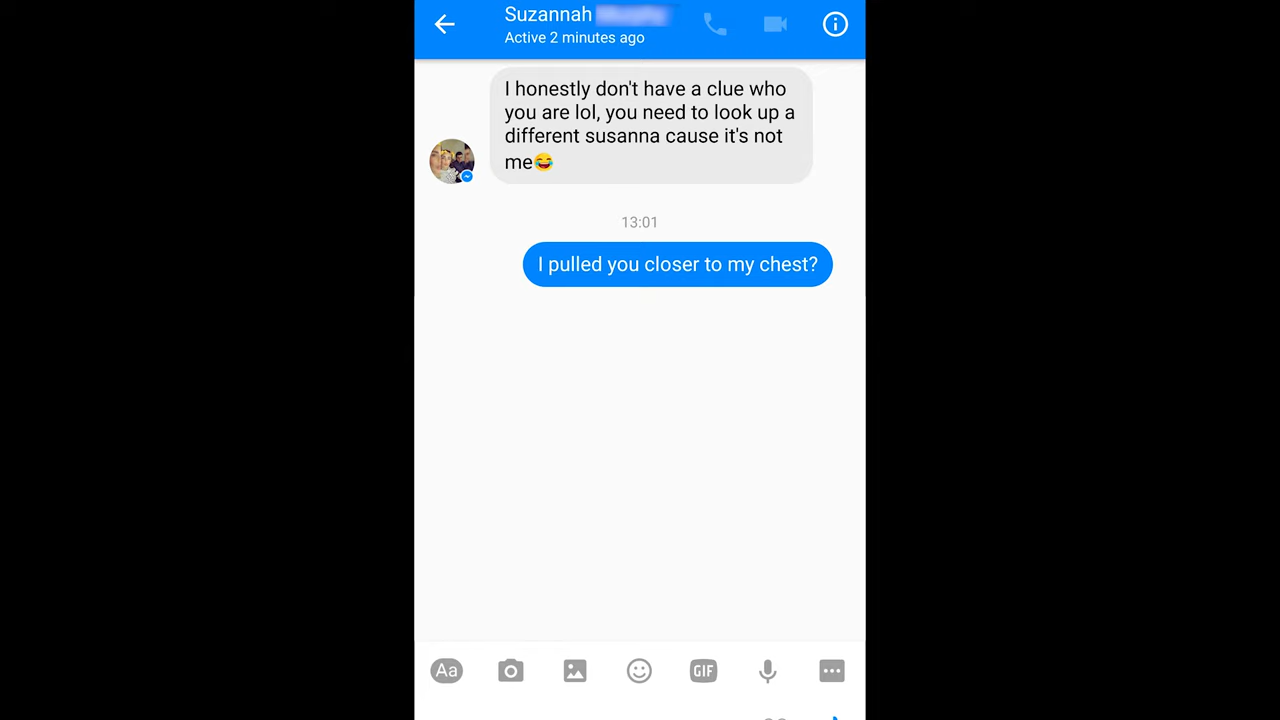 Suzannah
Active 2 minutes ago
I honestly don't have a clue who
you are lol, you need to look up a
different susanna cause it's not
me😂
13:01
I pulled you closer to my chest?
Aa
GIF